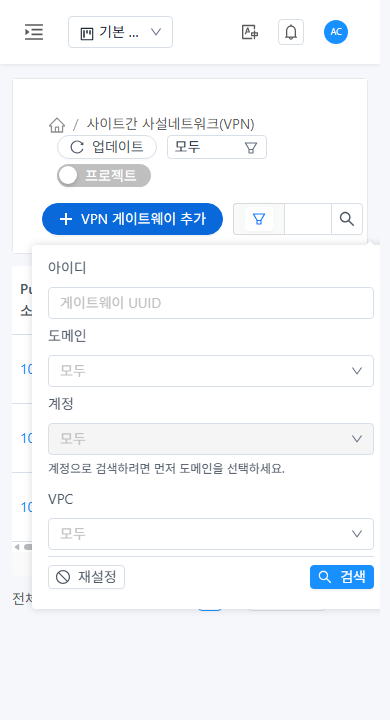 기본 ...
AC
/ 사이트간 사설네트워크(VPN)
업데이트
모두
프로젝트
VPN 게이트웨이 추가
아이디
게이트웨이 UUID
도메인
모두
계정
모두
계정으로 검색하려면 먼저 도메인을 선택하세요.
VPC
모두
재설정
검색